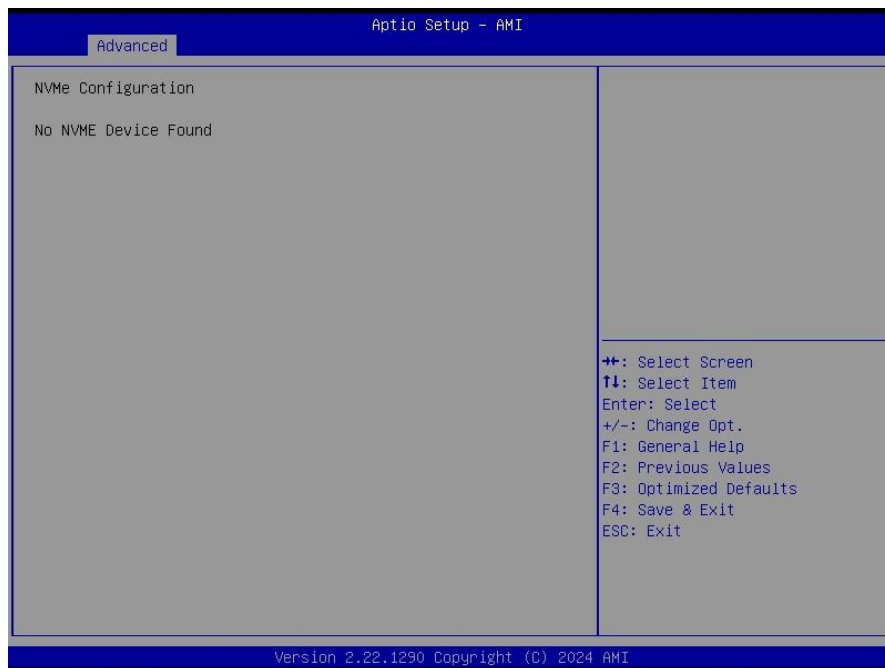 Aptio Setup - AMI
Advanced
NVMe Configuration
No NVME Device Found
→←: Select Screen
↑↓: Select Item
Enter: Select
+/-: Change Opt.
F1: General Help
F2: Previous Values
F3: Optimized Defaults
F4: Save & Exit
ESC: Exit
Version 2.22.1290 Copyright (C) 2024 AMI